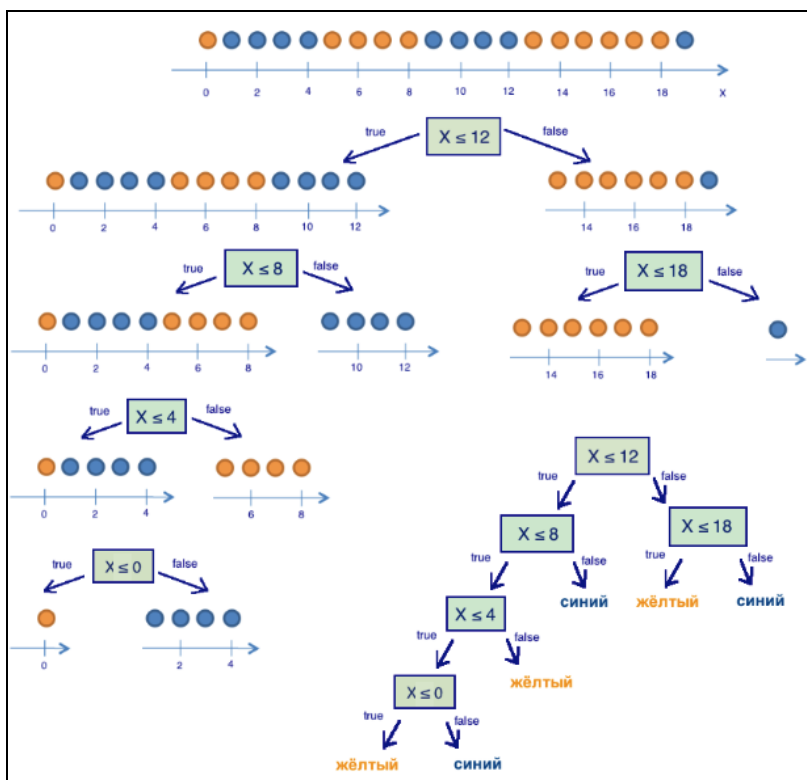 0 2 4 6 8 10 12 14 16 18 X
true X ≤ 12 false
0 2 4 6 8 10 12
14 16 18
true X ≤ 8 false
true X ≤ 18 false
0 2 4 6 8
10 12
14 16 18
true X ≤ 4 false
0 2 4
6 8
true X ≤ 0 false
0
2 4
X ≤ 12
true false
X ≤ 8
X ≤ 18
true false
true false
X ≤ 4
синий
жёлтый
синий
true false
X ≤ 0
жёлтый
true false
жёлтый
синий